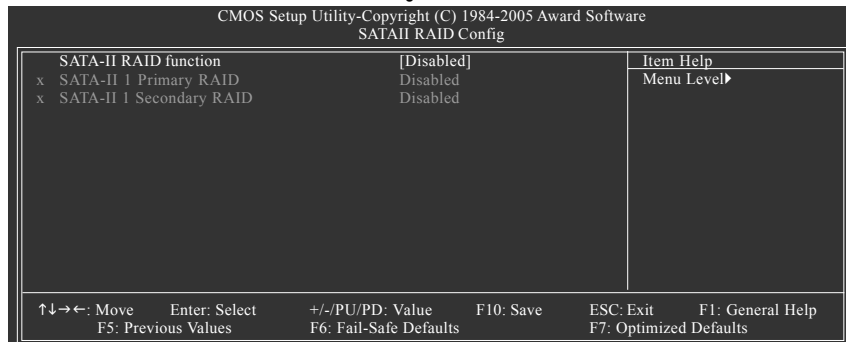 CMOS Setup Utility-Copyright (C) 1984-2005 Award Software
SATAII RAID Config
SATA-II RAID function [Disabled] Item Help
x SATA-II 1 Primary RAID Disabled Menu Level▶
x SATA-II 1 Secondary RAID Disabled
↑↓→←: Move Enter: Select +/-/PU/PD: Value F10: Save ESC: Exit F1: General Help
F5: Previous Values F6: Fail-Safe Defaults F7: Optimized Defaults